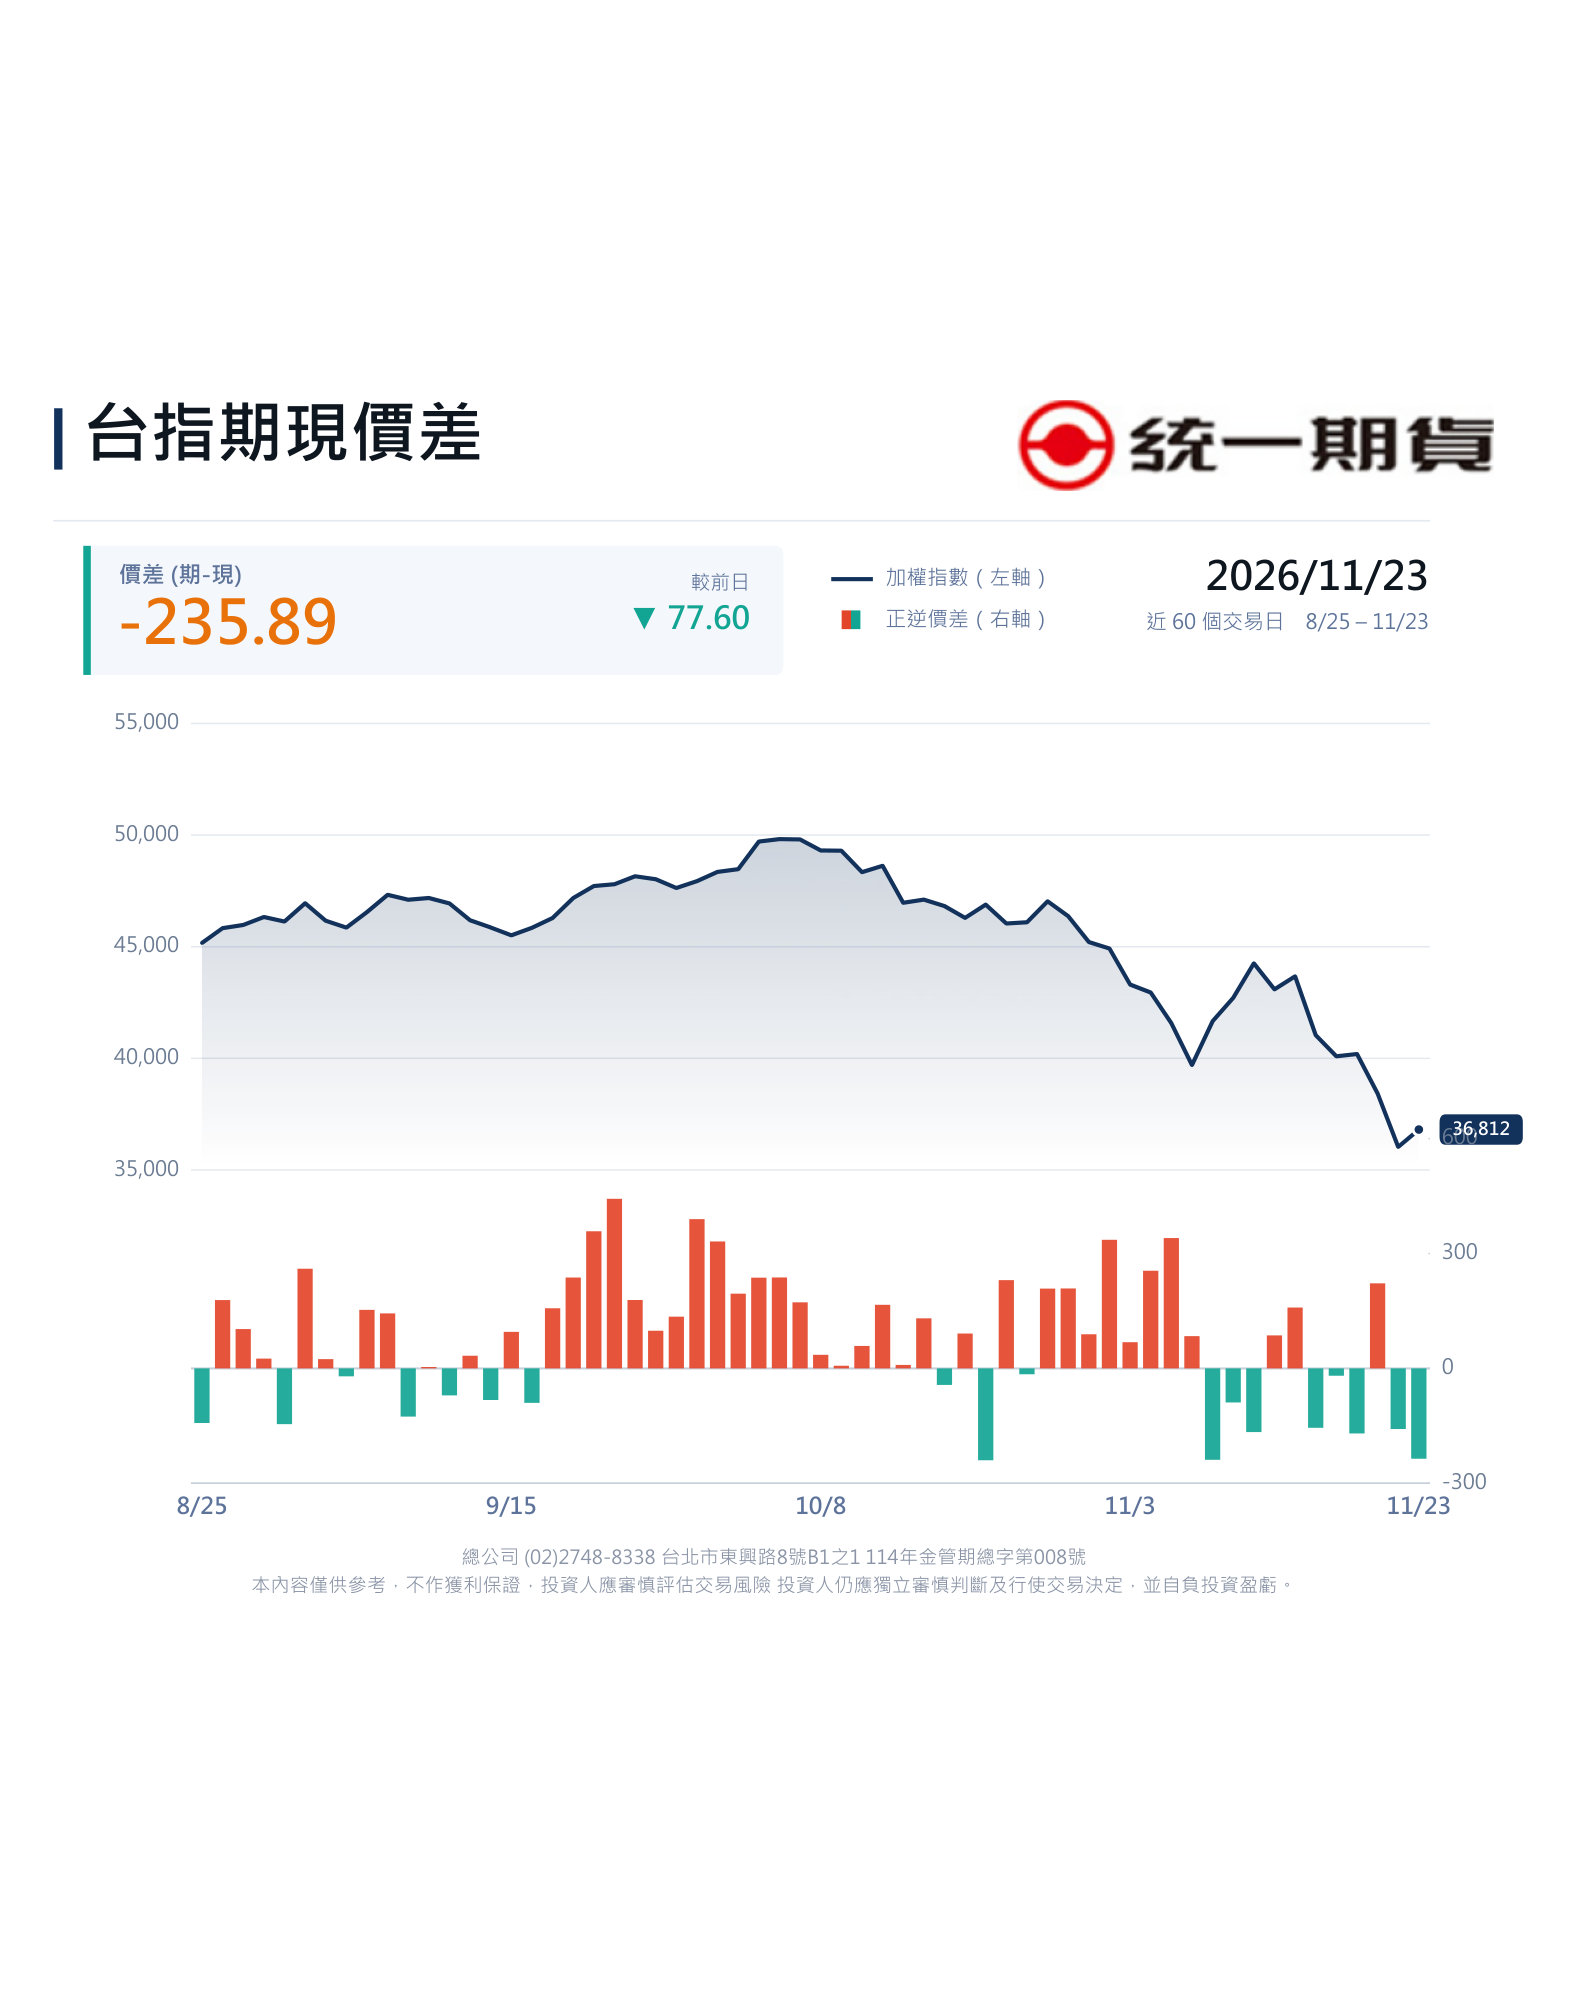 台指期現價差
統一期貨
價差 (期-現)
-235.89
較前日
▼ 77.60
加權指數（左軸）
正逆價差（右軸）
2026/11/23
近 60 個交易日 8/25 – 11/23
55,000
50,000
45,000
40,000
35,000
36,812
600
300
0
-300
8/25
9/15
10/8
11/3
11/23
總公司 (02)2748-8338 台北市東興路8號B1之1 114年金管期總字第008號
本內容僅供參考，不作獲利保證，投資人應審慎評估交易風險 投資人仍應獨立審慎判斷及行使交易決定，並自負投資盈虧。